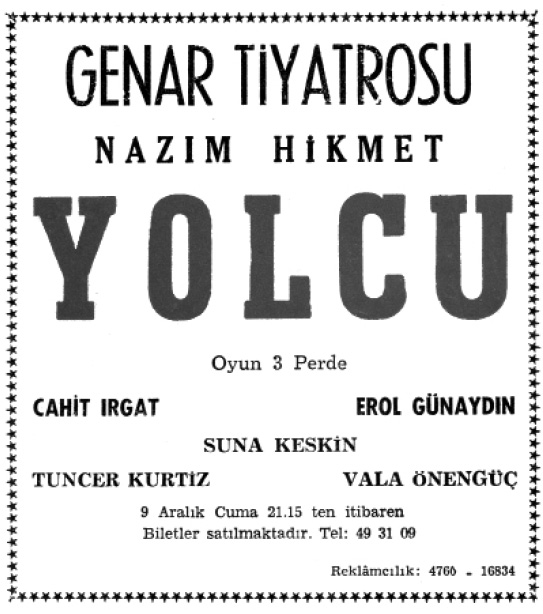 GENAR TİYATROSU
NAZIM HİKMET
YOLCU
Oyun 3 Perde
CAHİT IRGAT EROL GÜNAYDIN
SUNA KESKİN
TUNCER KURTİZ VALA ÖNENGÜÇ
9 Aralık Cuma 21.15 ten itibaren
Biletler satılmaktadır. Tel: 49 31 09
Reklâmcılık: 4766 - 16834